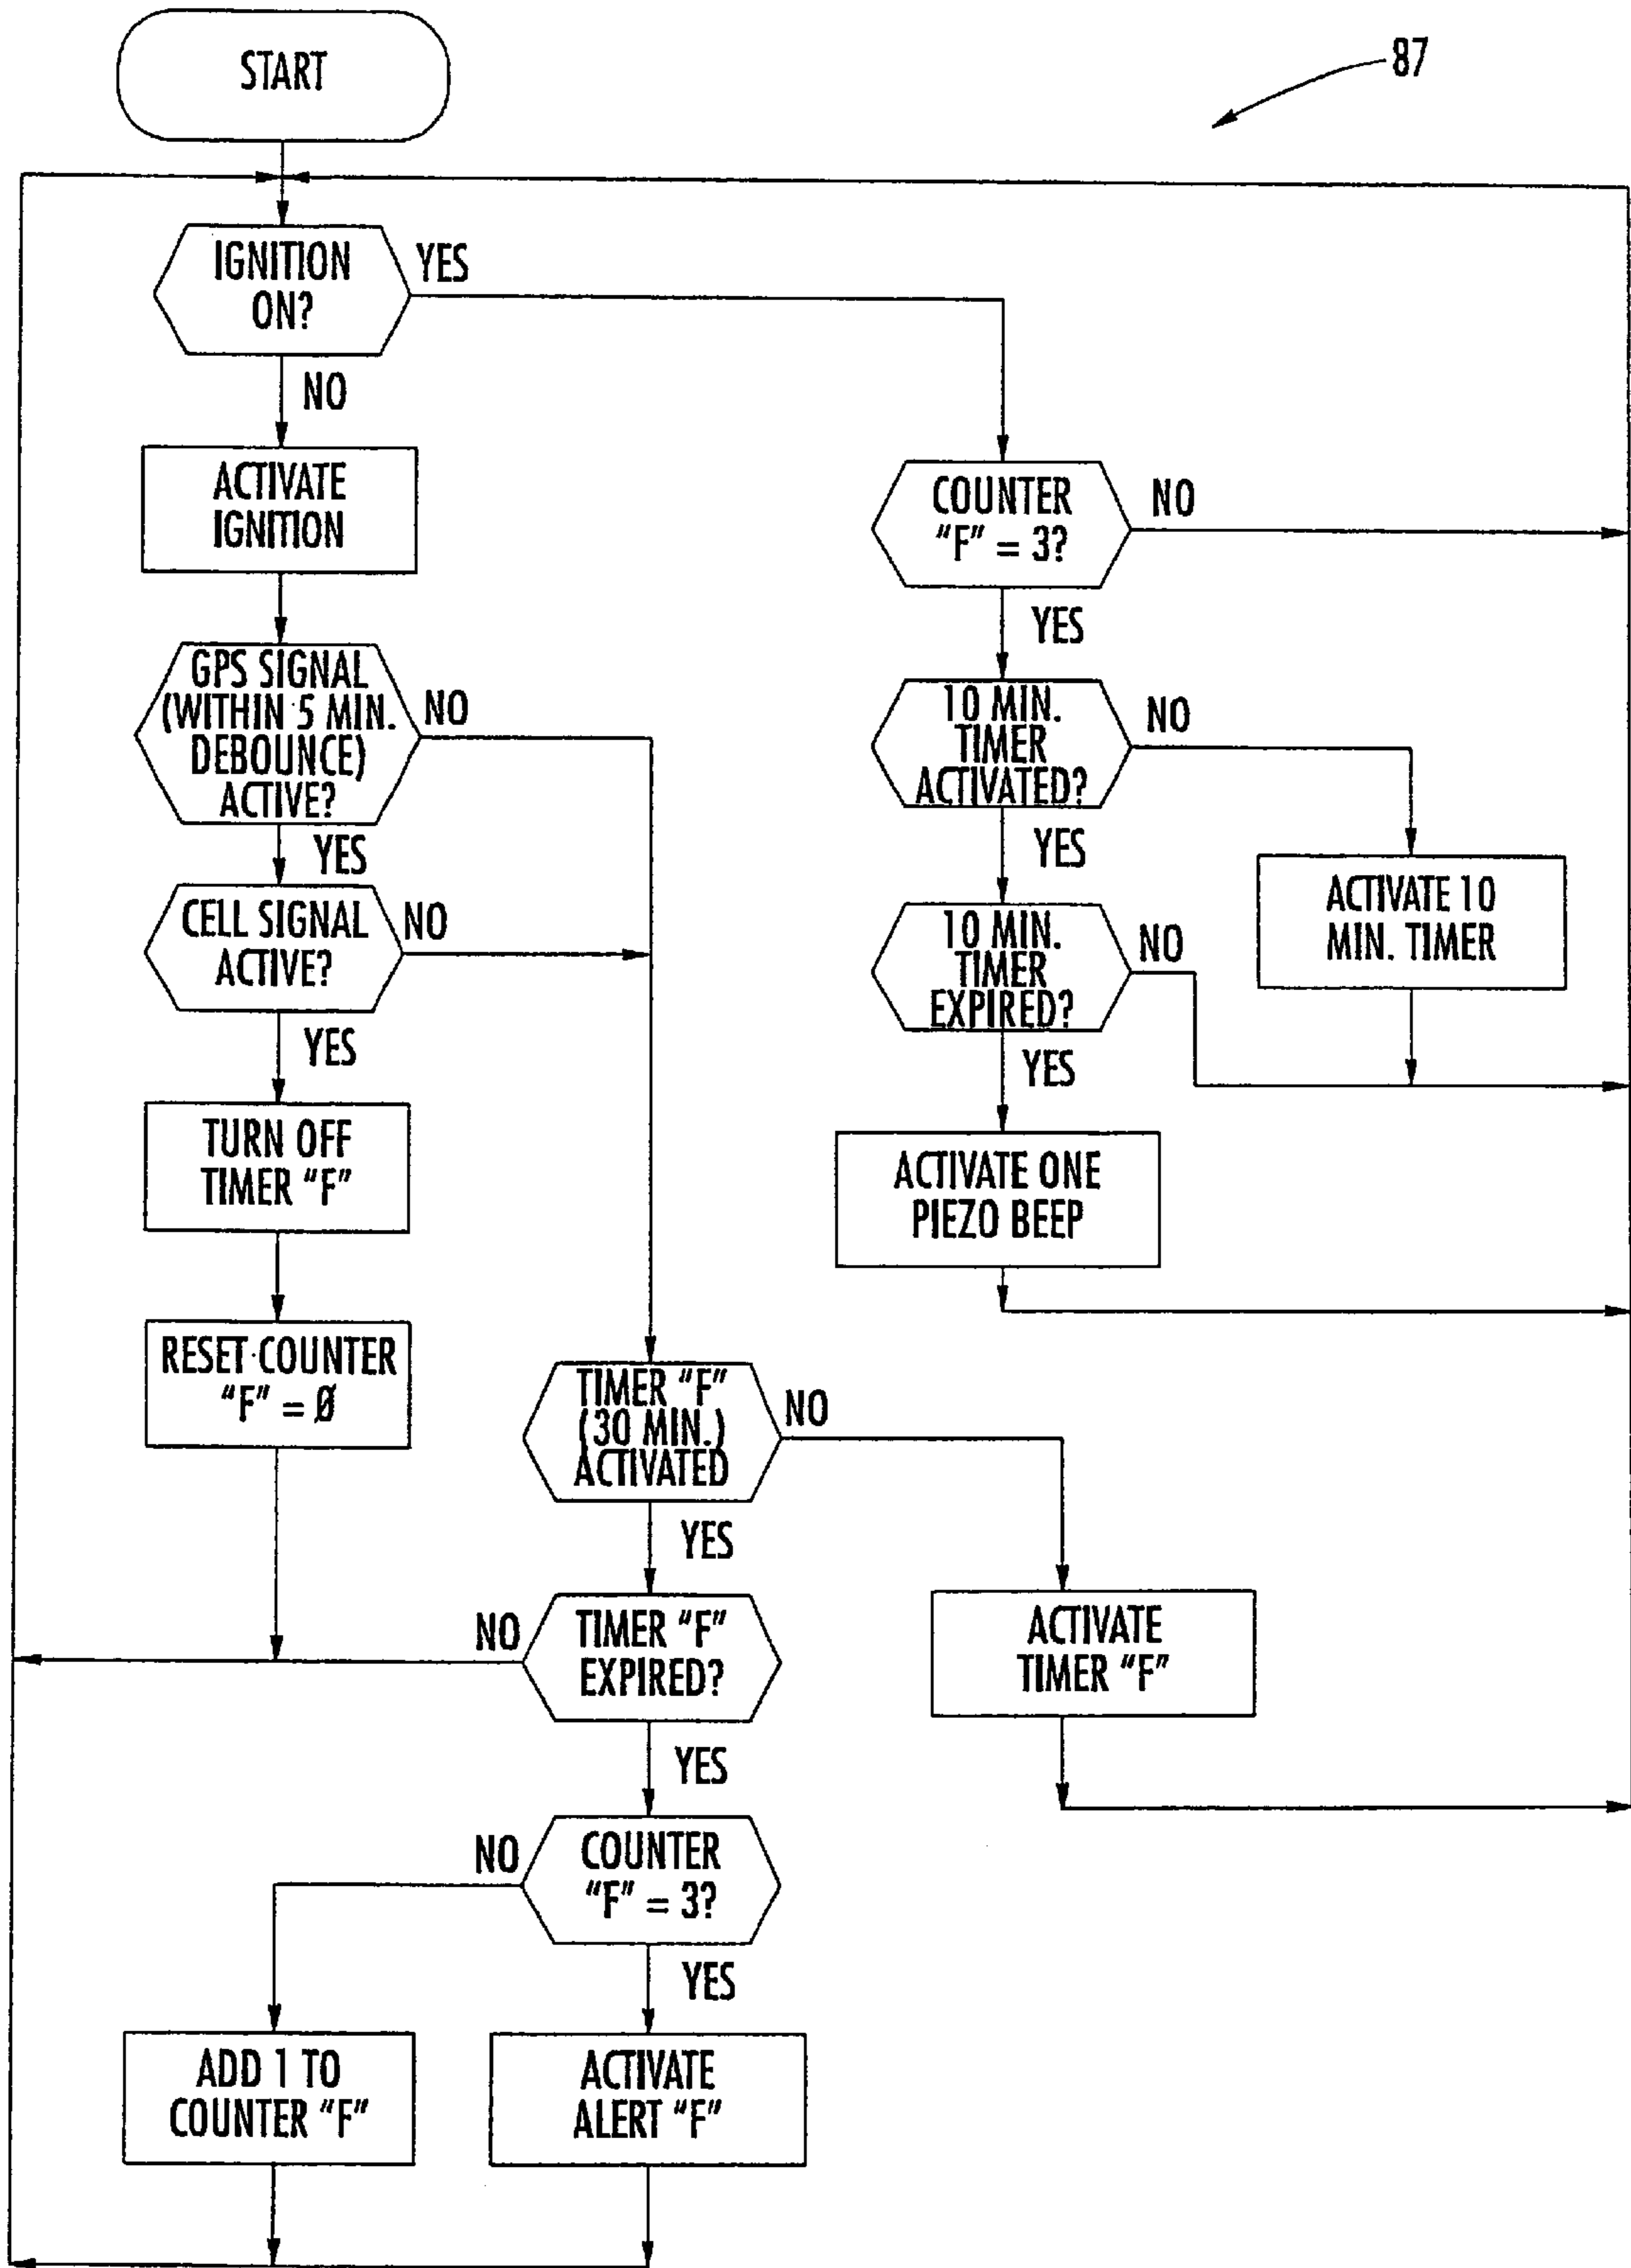 START
87
IGNITION
ON?
YES
NO
ACTIVATE
IGNITION
COUNTER
"F" = 3?
NO
YES
GPS SIGNAL
(WITHIN 5 MIN.
DEBOUNCE)
ACTIVE?
NO
YES
10 MIN.
TIMER
ACTIVATED?
NO
YES
ACTIVATE 10
MIN. TIMER
CELL SIGNAL
ACTIVE?
NO
YES
10 MIN.
TIMER
EXPIRED?
NO
YES
TURN OFF
TIMER "F"
ACTIVATE ONE
PIEZO BEEP
RESET COUNTER
"F" = Ø
TIMER "F"
(30 MIN.)
ACTIVATED
NO
YES
TIMER "F"
EXPIRED?
NO
YES
ACTIVATE
TIMER "F"
COUNTER
"F" = 3?
NO
YES
ADD 1 TO
COUNTER "F"
ACTIVATE
ALERT "F"